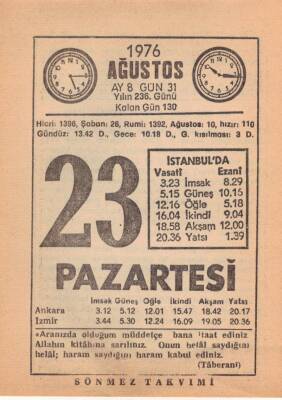 1976
AĞUSTOS
AY 8 GÜN 31
Yılın 236. Günü
Kalan Gün 130
Hicri: 1396, Şaban: 26, Rumi: 1392, Ağustos: 10, hızır: 110
Gündüz: 13.42 D., Gece: 10.18 D., G. kısalması: 3 D.
23
İSTANBUL'DA
Vasatî Ezanî
3.23 İmsak 8.29
5.15 Güneş 10.15
12.16 Öğle 5.18
16.04 İkindi 9.04
18.58 Akşam 12.00
20.36 Yatsı 1.39
PAZARTESİ
İmsak Güneş Öğle İkindi Akşam Yatsı
Ankara 3.12 5.12 12.01 15.47 18.42 20.17
İzmir 3.44 5.30 12.24 16.09 19.05 20.36
«Aranızda olduğum müddetçe bana itaat ediniz
Allahın kitâbına sarılınız. Onun helâl saydığını
helâl; haram saydığını haram kabul ediniz.
(Tâberanî)
SÖNMEZ TAKVİMİ